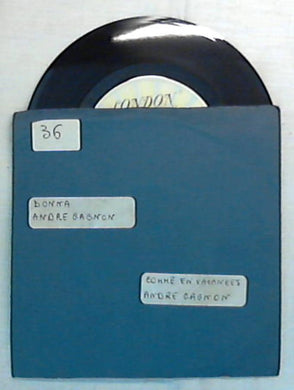 LONDON
36
DONNA
ANDRE GAGNON
COMME EN VACANCES
ANDRE GAGNON